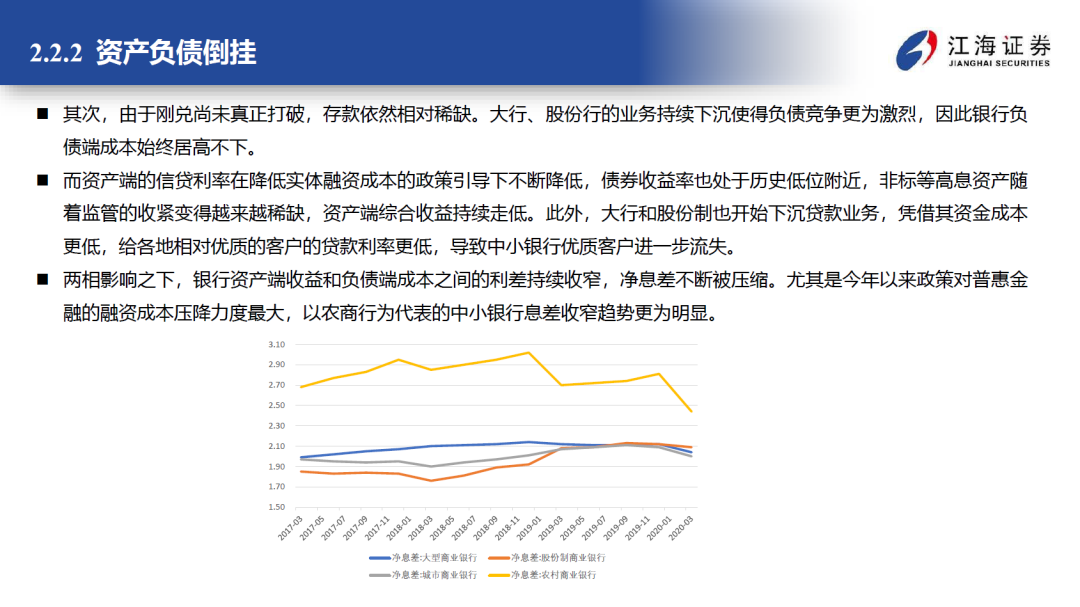 2.2.2 资产负债倒挂
江海证券
JIANGHAI SECURITIES
■ 其次，由于刚兑尚未真正打破，存款依然相对稀缺。大行、股份行的业务持续下沉使得负债竞争更为激烈，因此银行负
债端成本始终居高不下。
■ 而资产端的信贷利率在降低实体融资成本的政策引导下不断降低，债券收益率也处于历史低位附近，非标等高息资产随
着监管的收紧变得越来越稀缺，资产端综合收益持续走低。此外，大行和股份制也开始下沉贷款业务，凭借其资金成本
更低，给各地相对优质的客户的贷款利率更低，导致中小银行优质客户进一步流失。
■ 两相影响之下，银行资产端收益和负债端成本之间的利差持续收窄，净息差不断被压缩。尤其是今年以来政策对普惠金
融的融资成本压降力度最大，以农商行为代表的中小银行息差收窄趋势更为明显。
3.10
2.90
2.70
2.50
2.30
2.10
1.90
1.70
1.50
2017-03 2017-05 2017-07 2017-09 2017-11 2018-01 2018-03 2018-05 2018-07 2018-09 2018-11 2019-01 2019-03 2019-05 2019-07 2019-09 2019-11 2020-01 2020-03
净息差:大型商业银行 净息差:股份制商业银行
净息差:城市商业银行 净息差:农村商业银行